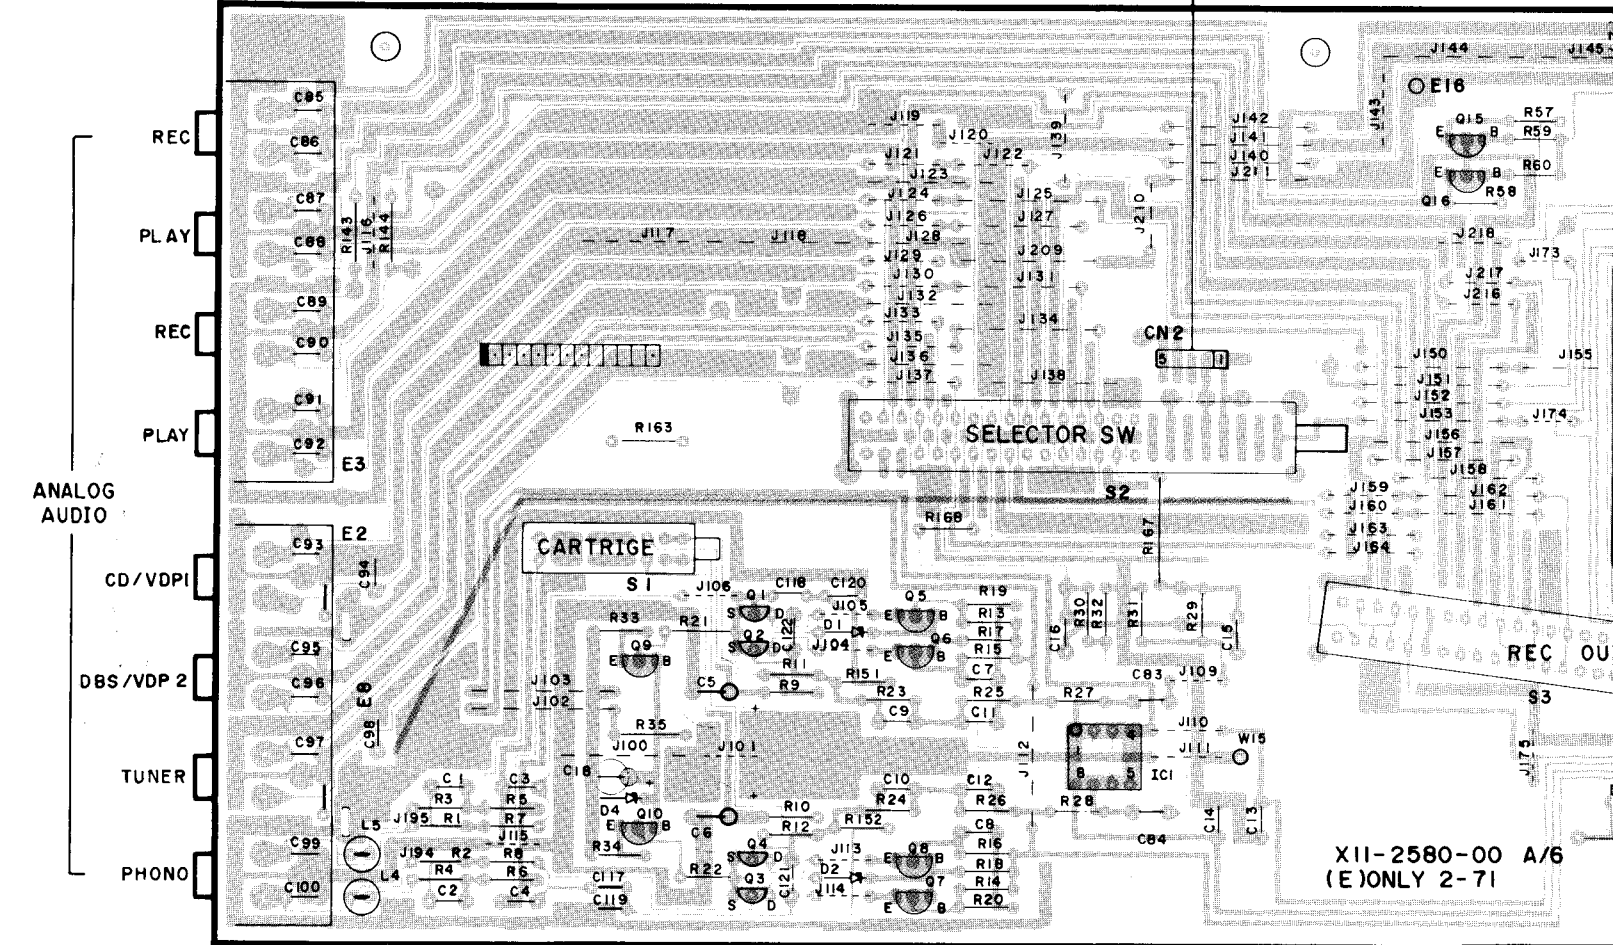 J144 J145
E16
C85 J119 J142 J143 Q15 R57
REC C86 J120 J139 J141 E B R59
J121 J122 J140
J123 J211 E B R60
C87 J124 J125 R58
R143 J116 R144 J126 J127 J210 Q16
PLAY C88 J117 J118 J128 J218
J129 J209 J173
J130 J131 J217
C89 J132 J216
REC J133 J134
C90 J135 CN2
J136 5 1 J150 J155
J137 J138 J151
C91 J152
J153 J174
PLAY C92 R163 SELECTOR SW J156
J157
E3 J158
ANALOG
AUDIO
S2 J159 J162
J160 J161
R168 R167 J163
C93 E2 CARTRIGE J164
CD/VDP1 C94 S1 J106 C118 C120
Q1 J105 Q5 R19
S D E B R13 R30 R32 R31 R29
R33 R21 Q2 C122 D1 Q6 R17 C16 C15
C95 Q9 S D J104 E B R15
E B R11 C7
DBS/VDP 2 C96 J103 C5 R9 R151 C83 J109 REC OU
E8 J102 + R23 R25 R27 S3
C98 R35 C9 C11
C97 J100 J101 J112 1 4 J110 W15
TUNER C18 + 8 5 J111 IC1 J175
C1 C3 C10 C12
R3 R5 D4 R10 R24 R26 R28
J195 R1 R7 Q10 C6 R12 R152 C8 C14 C13
L5 J115 E B C84
C99 J194 R2 R8 R34 Q4 J113 Q8 R16
PHONO R4 R6 R22 S D D2 E B R18
L4 C117 Q3 C121 Q7 R14
C100 C2 C4 C119 S D J114 E B R20
X11-2580-00 A/6
(E)ONLY 2-71